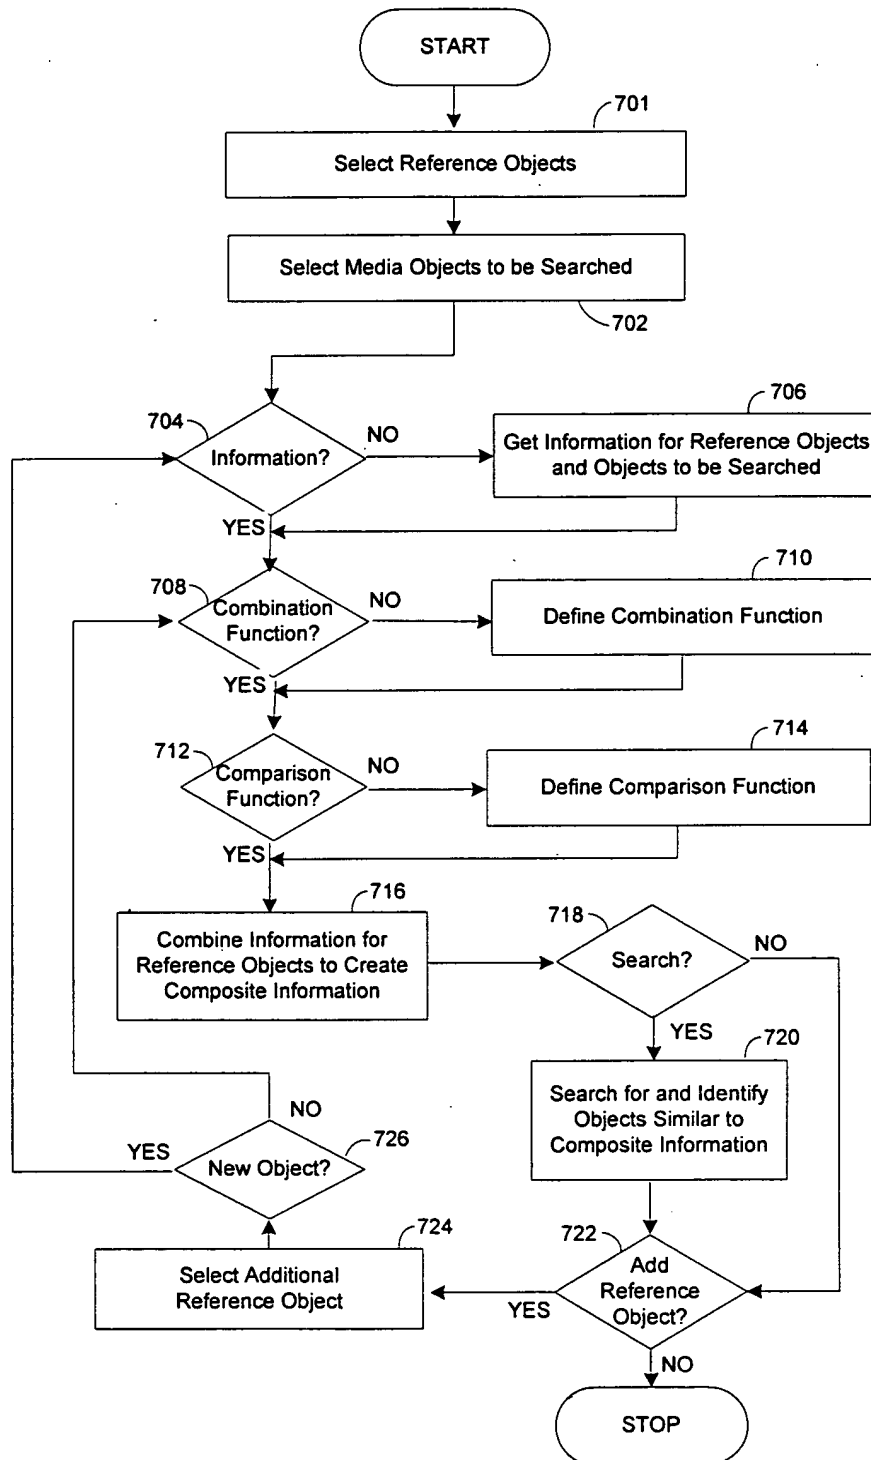 START
701
Select Reference Objects
Select Media Objects to be Searched
702
704
Information?
NO
706
Get Information for Reference Objects
and Objects to be Searched
YES
708
Combination
Function?
NO
710
Define Combination Function
YES
712
Comparison
Function?
NO
714
Define Comparison Function
YES
716
Combine Information for
Reference Objects to Create
Composite Information
718
Search?
NO
YES
720
Search for and Identify
Objects Similar to
Composite Information
NO
YES
726
New Object?
724
Select Additional
Reference Object
722
Add
Reference
Object?
YES
NO
STOP